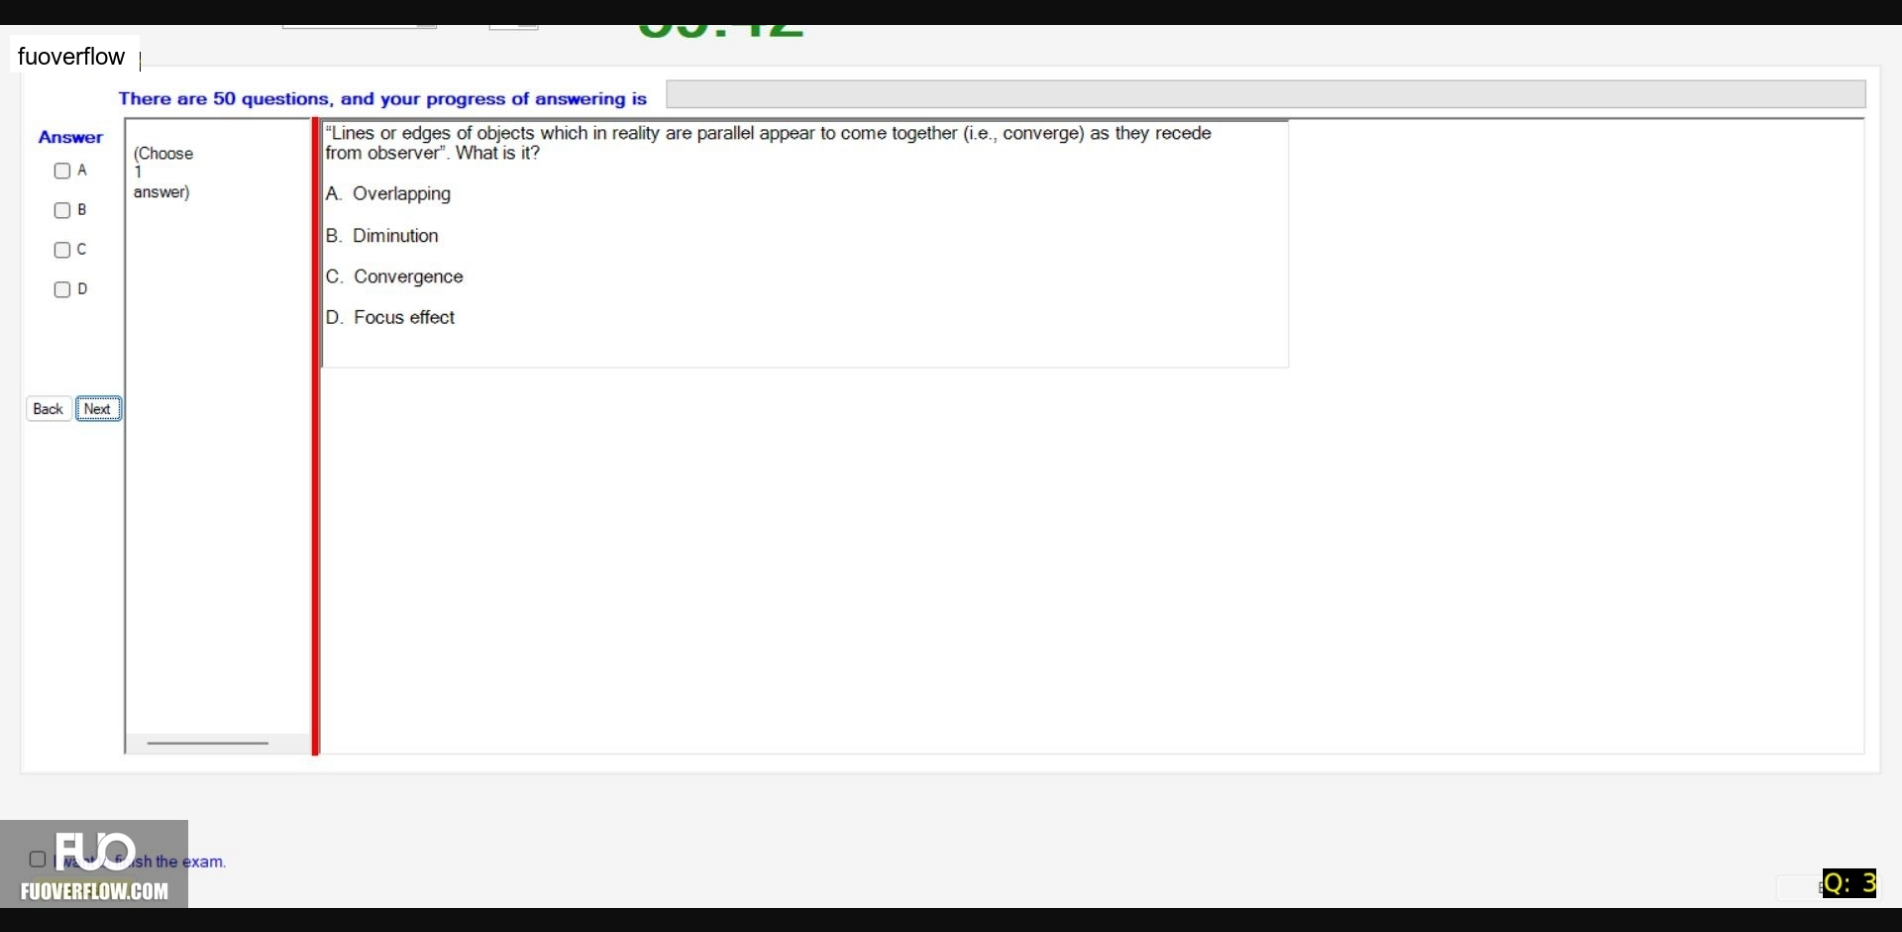 fuoverflow
There are 50 questions, and your progress of answering is
Answer
A
B
C
D
Back Next
(Choose
1
answer)
“Lines or edges of objects which in reality are parallel appear to come together (i.e., converge) as they recede
from observer”. What is it?
A. Overlapping
B. Diminution
C. Convergence
D. Focus effect
FUO
the exam.
FUOVERFLOW.COM
Q: 3